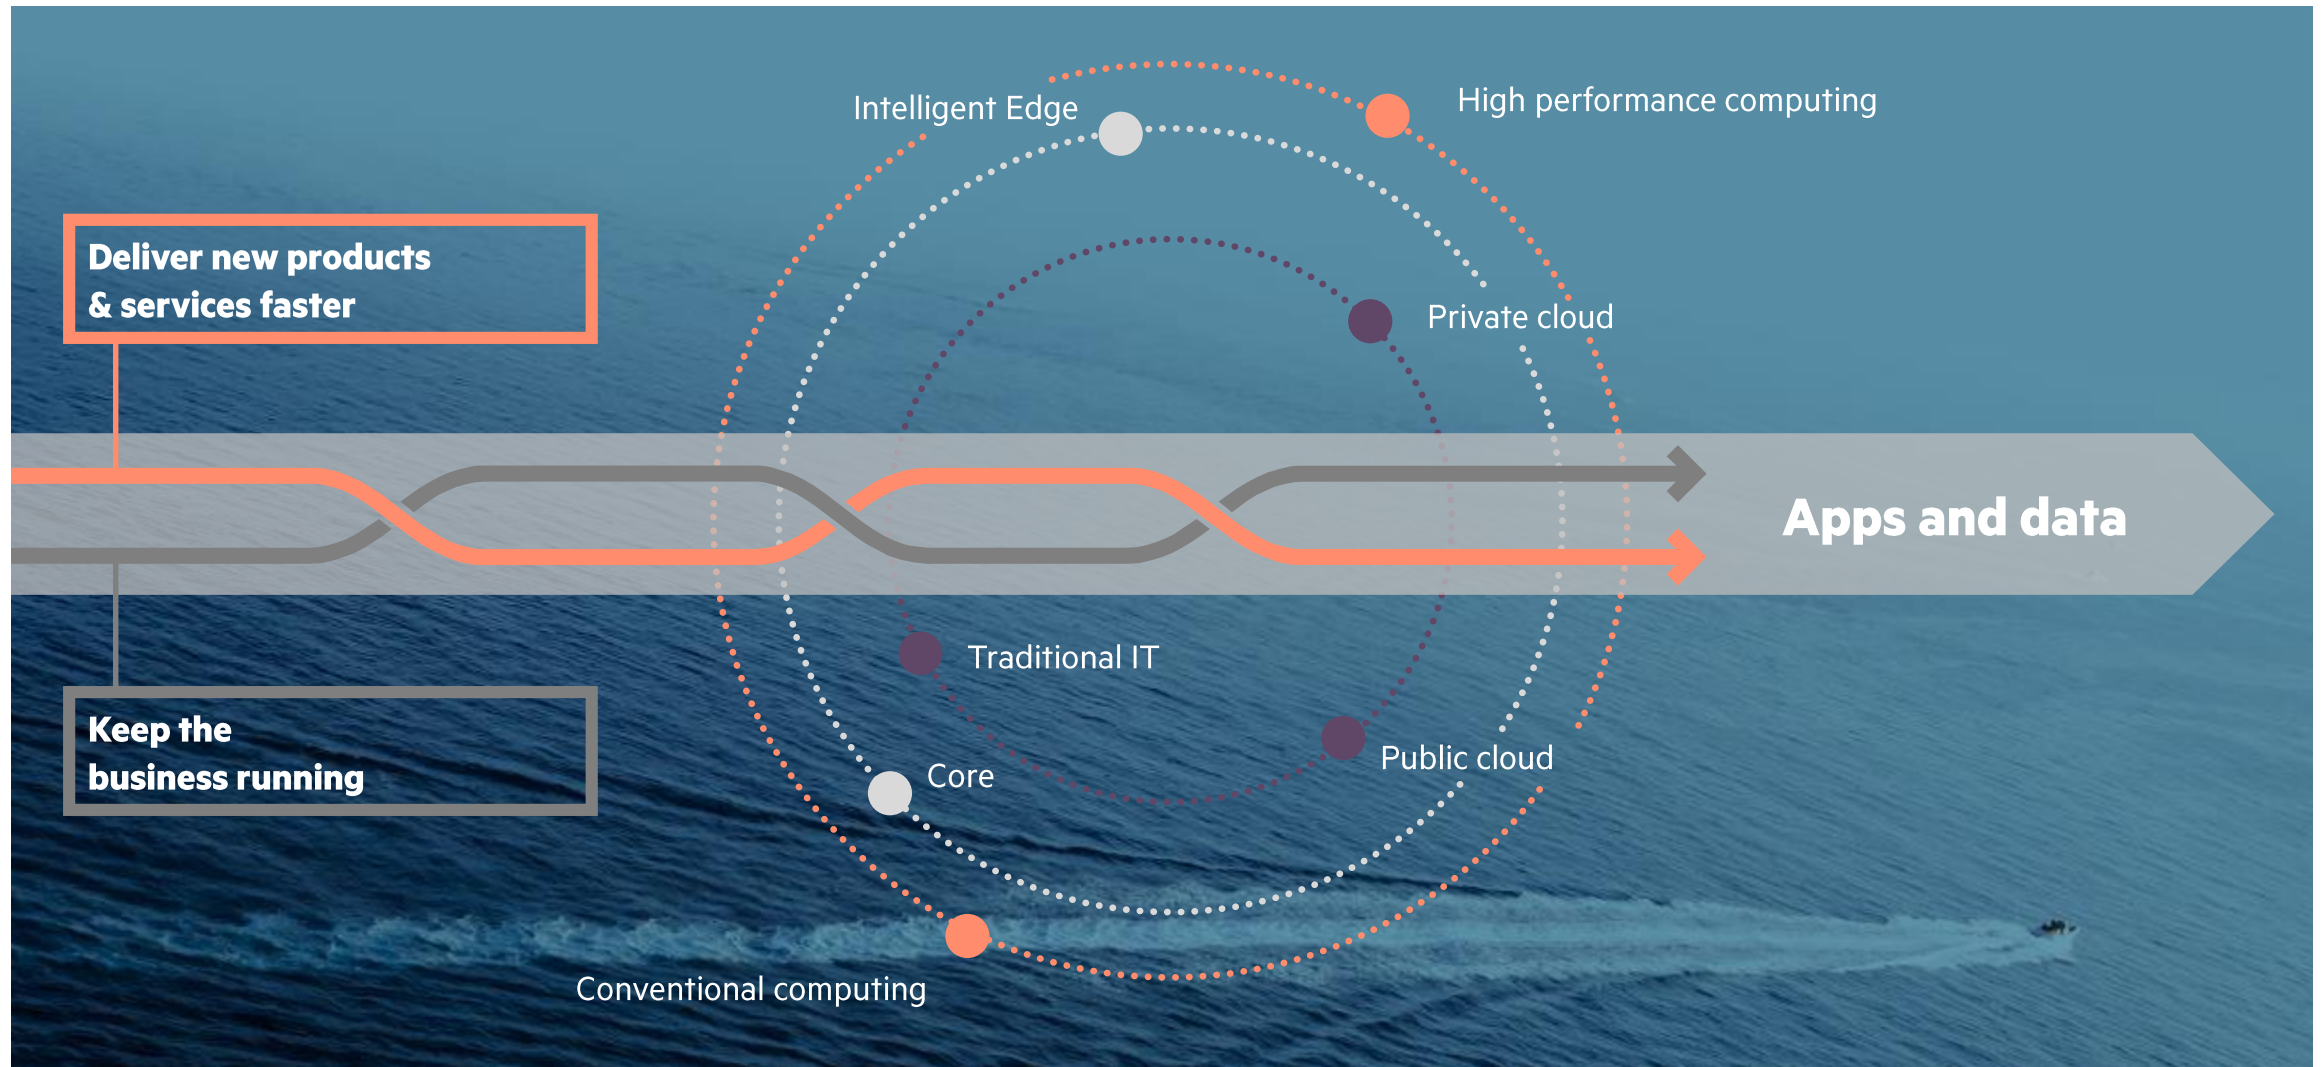 Intelligent Edge
High performance computing
Deliver new products
& services faster
Private cloud
Apps and data
Traditional IT
Keep the
business running
Public cloud
Core
Conventional computing